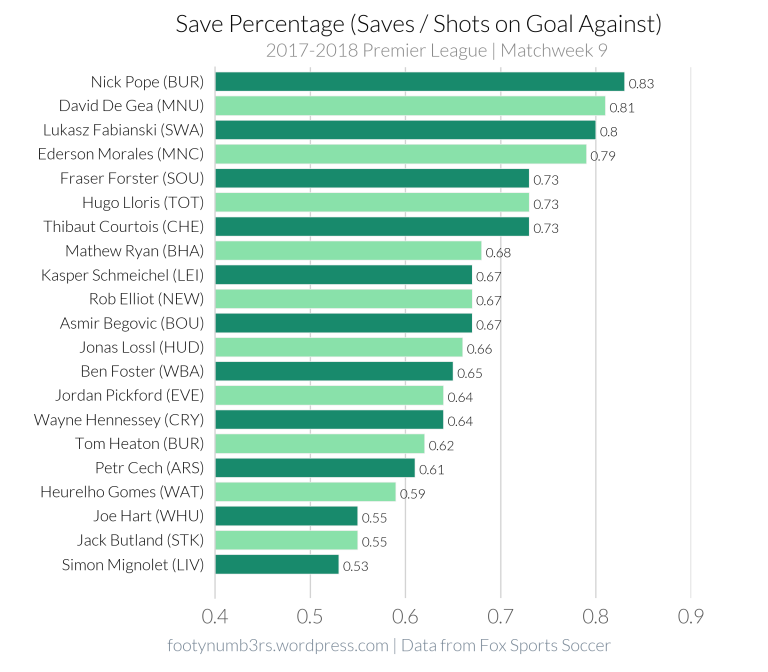 Save Percentage (Saves / Shots on Goal Against)
2017-2018 Premier League | Matchweek 9
Nick Pope (BUR) 0.83
David De Gea (MNU) 0.81
Lukasz Fabianski (SWA) 0.8
Ederson Morales (MNC) 0.79
Fraser Forster (SOU) 0.73
Hugo Lloris (TOT) 0.73
Thibaut Courtois (CHE) 0.73
Mathew Ryan (BHA) 0.68
Kasper Schmeichel (LEI) 0.67
Rob Elliot (NEW) 0.67
Asmir Begovic (BOU) 0.67
Jonas Lossl (HUD) 0.66
Ben Foster (WBA) 0.65
Jordan Pickford (EVE) 0.64
Wayne Hennessey (CRY) 0.64
Tom Heaton (BUR) 0.62
Petr Cech (ARS) 0.61
Heurelho Gomes (WAT) 0.59
Joe Hart (WHU) 0.55
Jack Butland (STK) 0.55
Simon Mignolet (LIV) 0.53
0.4 0.5 0.6 0.7 0.8 0.9
footynumb3rs.wordpress.com | Data from Fox Sports Soccer